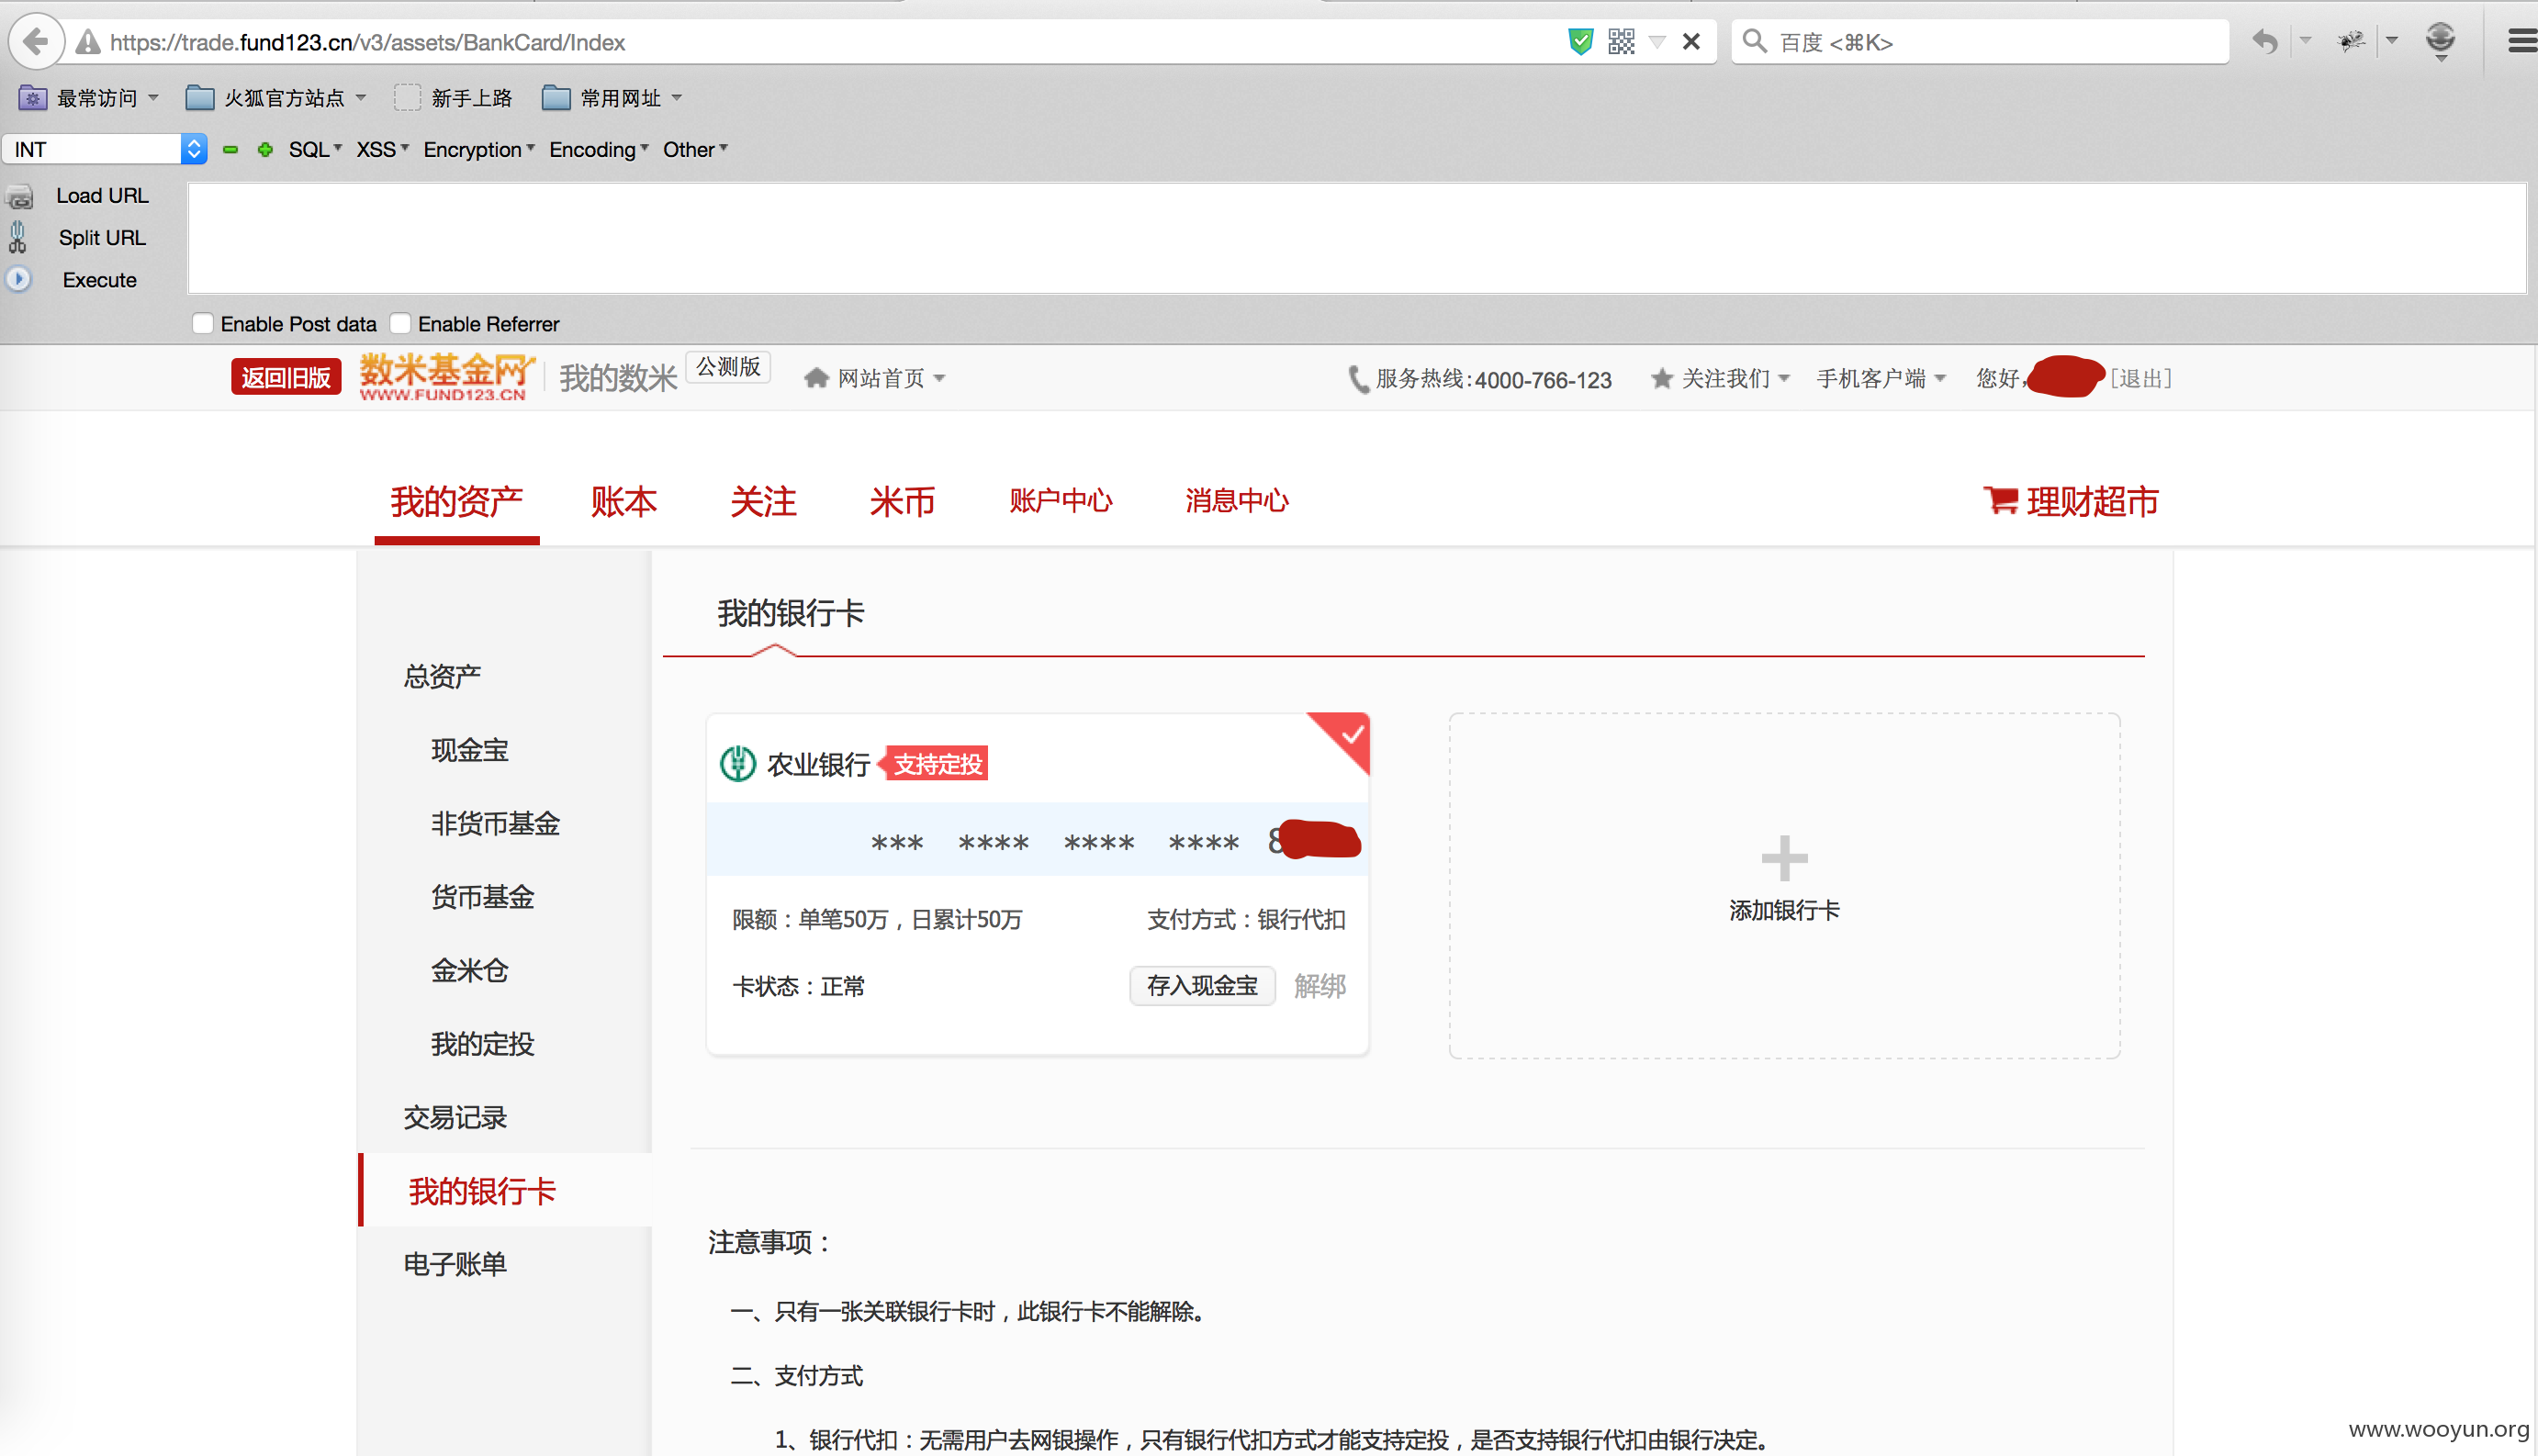 https://trade.fund123.cn/v3/assets/BankCard/Index
百度 <⌘K>
最常访问 火狐官方站点 新手上路 常用网址
INT SQL XSS Encryption Encoding Other
Load URL
Split URL
Execute
Enable Post data Enable Referrer
返回旧版 数米基金网 WWW.FUND123.CN 我的数米 公测版 网站首页 服务热线:4000-766-123 关注我们 手机客户端 您好, [退出]
我的资产 账本 关注 米币 账户中心 消息中心 理财超市
我的银行卡
总资产
现金宝
非货币基金
货币基金
金米仓
我的定投
交易记录
我的银行卡
电子账单
农业银行 支持定投
*** **** **** **** 8
限额：单笔50万，日累计50万 支付方式：银行代扣
卡状态：正常 存入现金宝 解绑
添加银行卡
注意事项：
一、只有一张关联银行卡时，此银行卡不能解除。
二、支付方式
1、银行代扣：无需用户去网银操作，只有银行代扣方式才能支持定投，是否支持银行代扣由银行决定。
www.wooyun.org